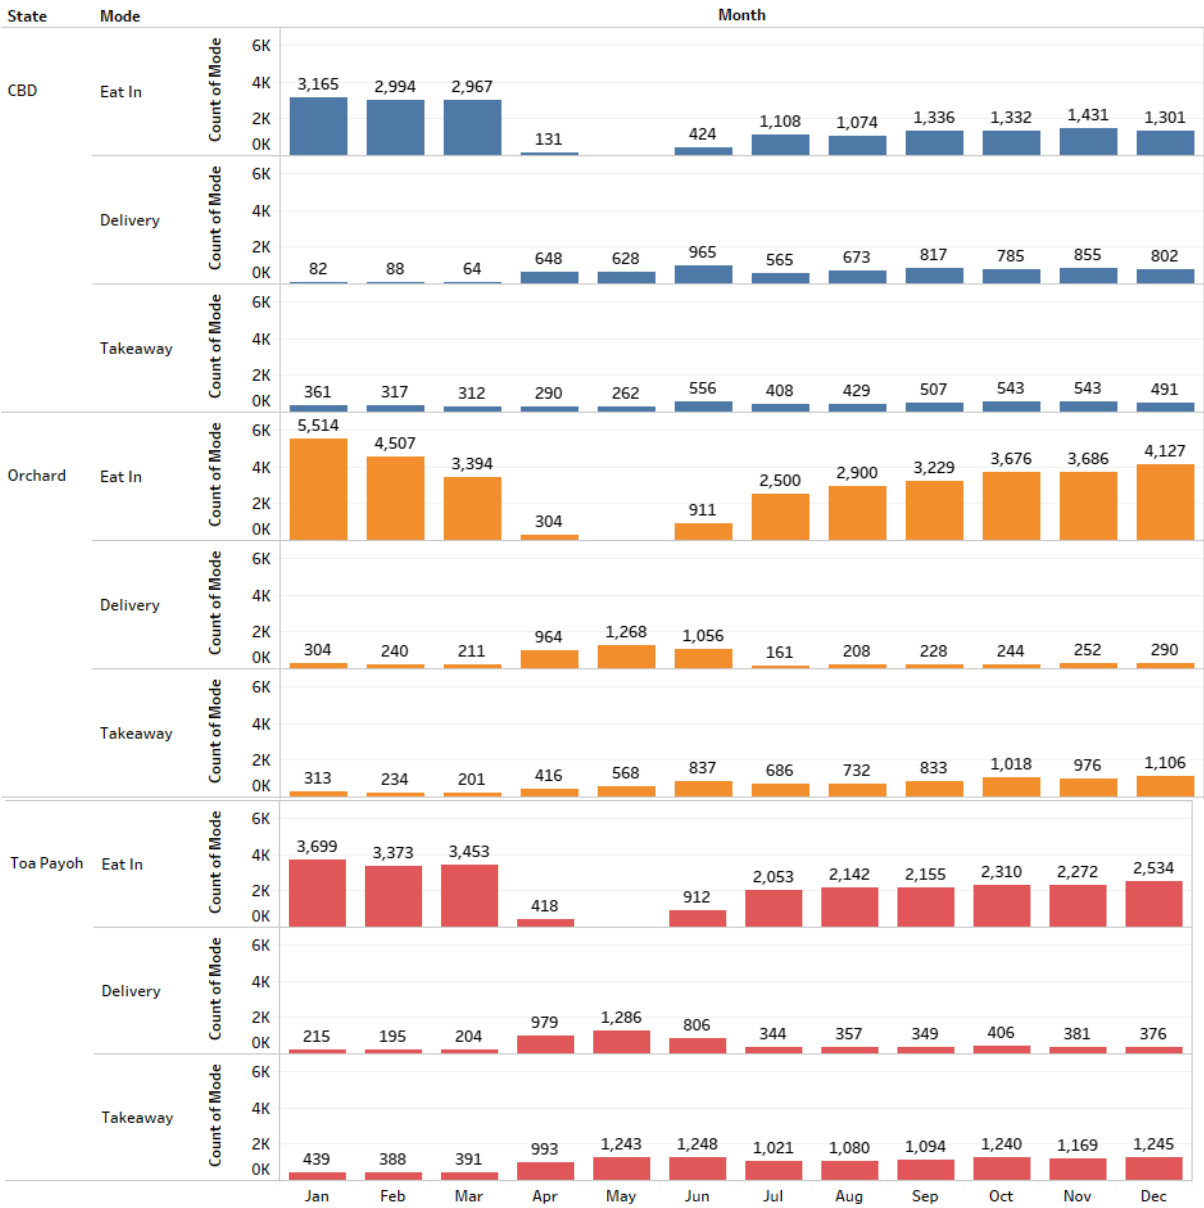 State Mode Month
CBD Eat In Count of Mode 6K 4K 2K 0K
3,165 2,994 2,967 131 424 1,108 1,074 1,336 1,332 1,431 1,301
Delivery Count of Mode 6K 4K 2K 0K
82 88 64 648 628 965 565 673 817 785 855 802
Takeaway Count of Mode 6K 4K 2K 0K
361 317 312 290 262 556 408 429 507 543 543 491
Orchard Eat In Count of Mode 6K 4K 2K 0K
5,514 4,507 3,394 304 911 2,500 2,900 3,229 3,676 3,686 4,127
Delivery Count of Mode 6K 4K 2K 0K
304 240 211 964 1,268 1,056 161 208 228 244 252 290
Takeaway Count of Mode 6K 4K 2K 0K
313 234 201 416 568 837 686 732 833 1,018 976 1,106
Toa Payoh Eat In Count of Mode 6K 4K 2K 0K
3,699 3,373 3,453 418 912 2,053 2,142 2,155 2,310 2,272 2,534
Delivery Count of Mode 6K 4K 2K 0K
215 195 204 979 1,286 806 344 357 349 406 381 376
Takeaway Count of Mode 6K 4K 2K 0K
439 388 391 993 1,243 1,248 1,021 1,080 1,094 1,240 1,169 1,245
Jan Feb Mar Apr May Jun Jul Aug Sep Oct Nov Dec